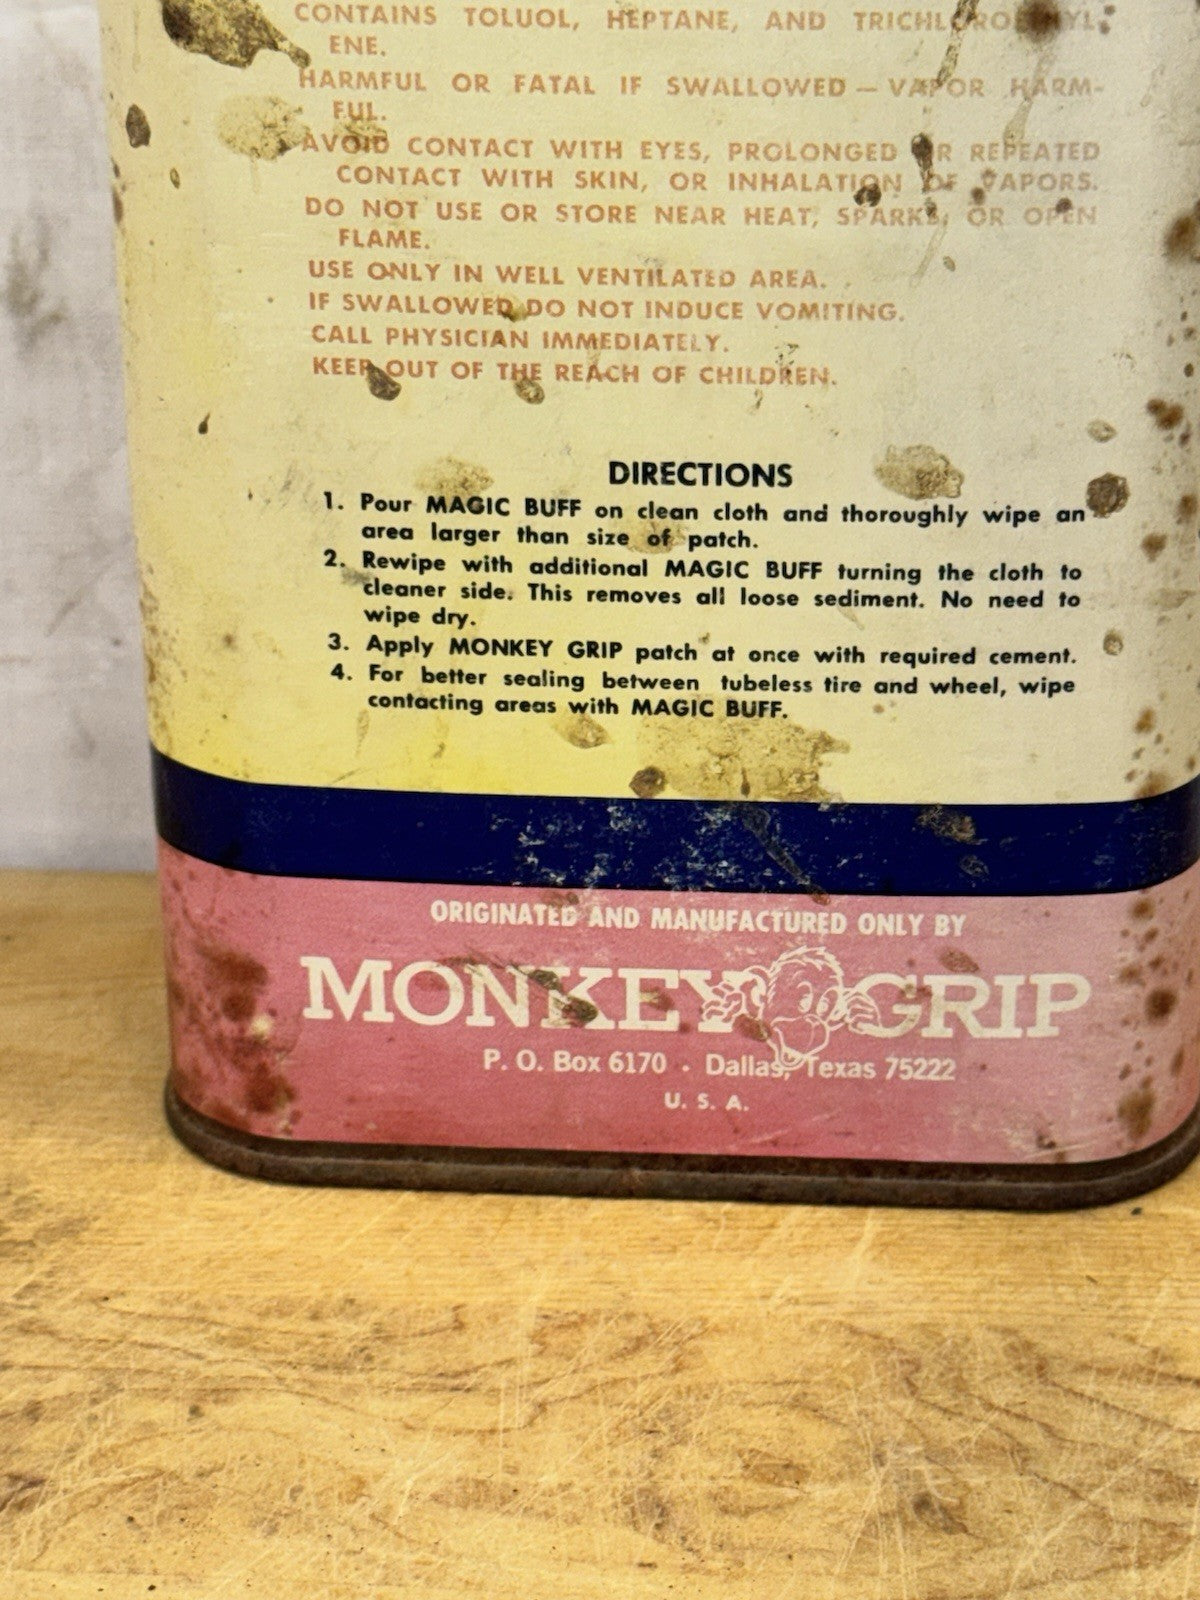 CONTAINS TOLUOL, HEPTANE, AND TRICHLOROETHYL-
ENE.
HARMFUL OR FATAL IF SWALLOWED — VAPOR HARM-
FUL.
AVOID CONTACT WITH EYES, PROLONGED OR REPEATED
CONTACT WITH SKIN, OR INHALATION OF VAPORS.
DO NOT USE OR STORE NEAR HEAT, SPARKS, OR OPEN
FLAME.
USE ONLY IN WELL VENTILATED AREA.
IF SWALLOWED DO NOT INDUCE VOMITING.
CALL PHYSICIAN IMMEDIATELY.
KEEP OUT OF THE REACH OF CHILDREN.
DIRECTIONS
1. Pour MAGIC BUFF on clean cloth and thoroughly wipe an
area larger than size of patch.
2. Rewipe with additional MAGIC BUFF turning the cloth to
cleaner side. This removes all loose sediment. No need to
wipe dry.
3. Apply MONKEY GRIP patch at once with required cement.
4. For better sealing between tubeless tire and wheel, wipe
contacting areas with MAGIC BUFF.
ORIGINATED AND MANUFACTURED ONLY BY
MONKEY GRIP
P. O. Box 6170 • Dallas, Texas 75222
U. S. A.